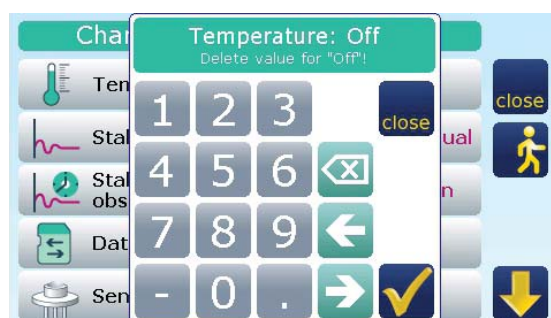 Char
Temperature: Off
Delete value for "Off"!
Ten
1 2 3
close
close
Stal
ual
4 5 6
Stal
obs
n
7 8 9
Dat
- 0 .
Sen